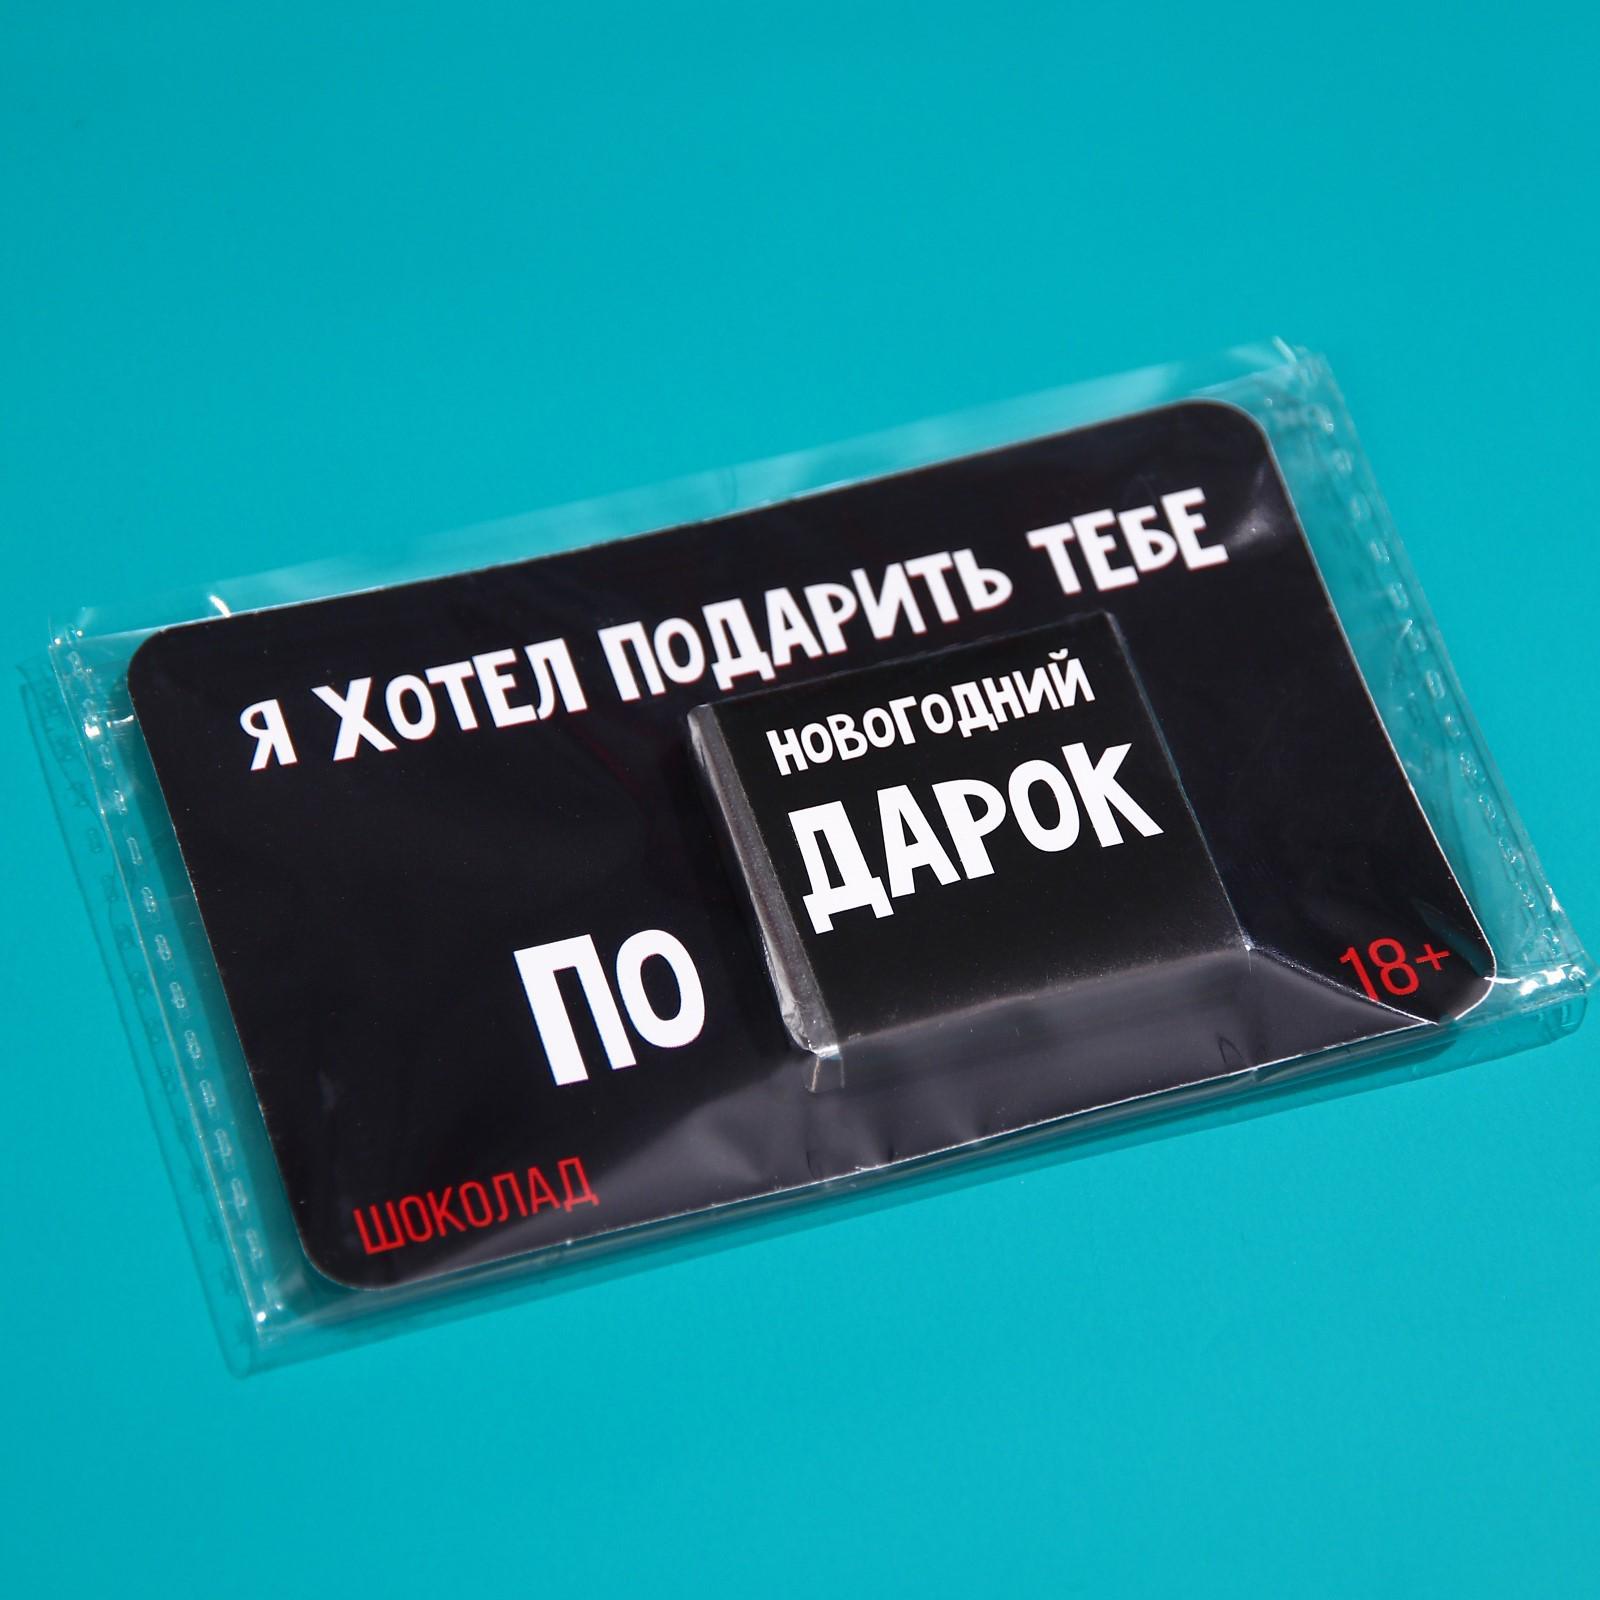 Я ХОТЕЛ ПОДАРИТЬ ТЕБЕ
НОВОГОДНИЙ
ПО ДАРОК
18+
ШОКОЛАД